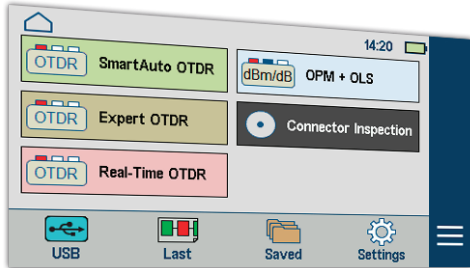 14:20
OTDR SmartAuto OTDR
dBm/dB OPM + OLS
OTDR Expert OTDR
Connector Inspection
OTDR Real-Time OTDR
USB
Last
Saved
Settings